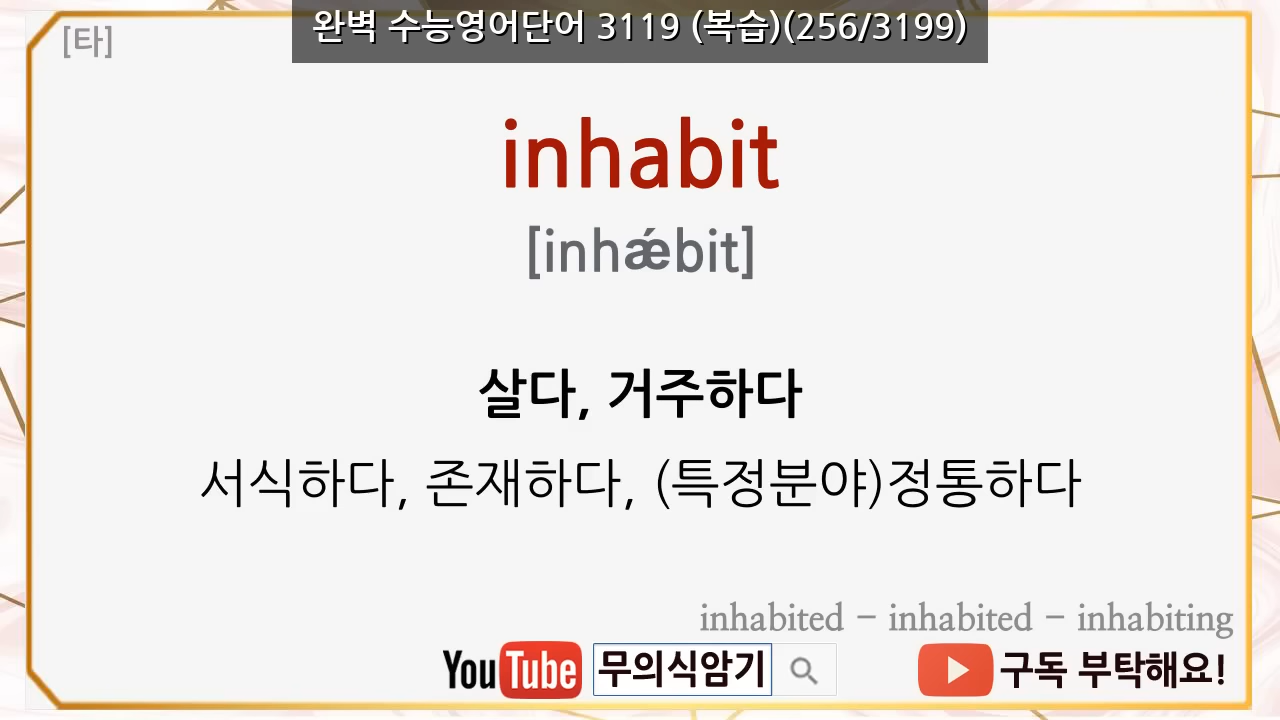 완벽 수능영어단어 3119 (복습)(256/3199)
[타]
inhabit
[inhǽbit]
살다, 거주하다
서식하다, 존재하다, (특정분야)정통하다
inhabited - inhabited - inhabiting
YouTube 무의식암기 구독 부탁해요!